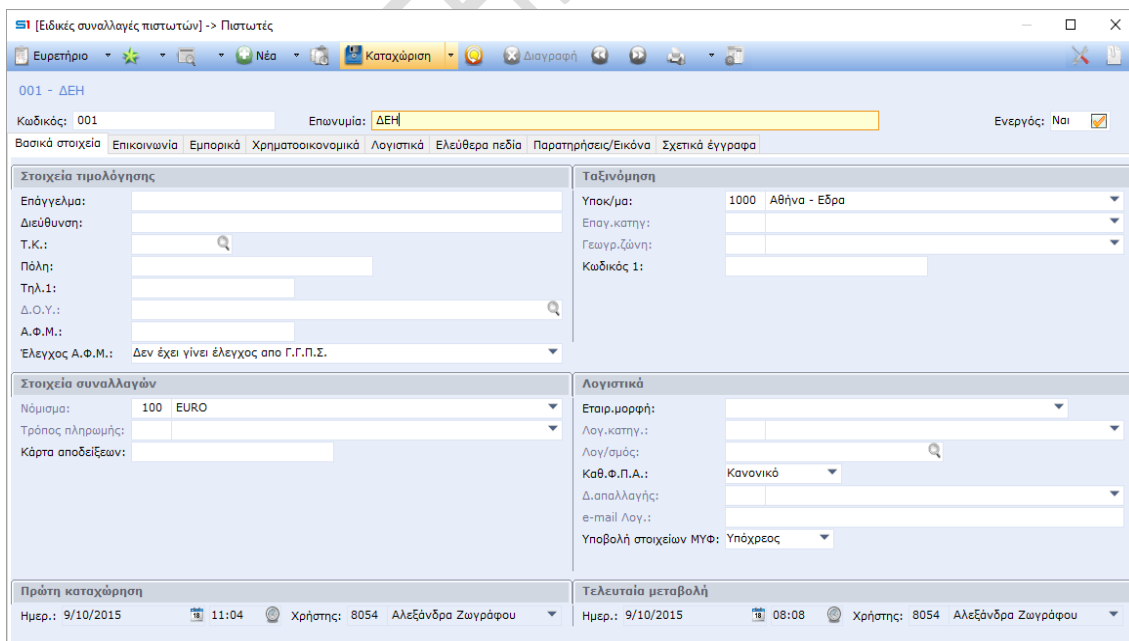 S1 [Ειδικές συναλλαγές πιστωτών] -> Πιστωτές
Ευρετήριο Νέα Καταχώριση Διαγραφή
001 - ΔΕΗ
Κωδικός: 001 Επωνυμία: ΔΕΗ Ενεργός: Ναι
Βασικά στοιχεία Επικοινωνία Εμπορικά Χρηματοοικονομικά Λογιστικά Ελεύθερα πεδία Παρατηρήσεις/Εικόνα Σχετικά έγγραφα
Στοιχεία τιμολόγησης
Επάγγελμα:
Διεύθυνση:
Τ.Κ.:
Πόλη:
Τηλ.1:
Δ.Ο.Υ.:
Α.Φ.Μ.:
Έλεγχος Α.Φ.Μ.: Δεν έχει γίνει έλεγχος απο Γ.Γ.Π.Σ.
Ταξινόμηση
Υποκ/μα: 1000 Αθήνα - Εδρα
Επαγ.κατηγ:
Γεωγρ.ζώνη:
Κωδικός 1:
Στοιχεία συναλλαγών
Νόμισμα: 100 EURO
Τρόπος πληρωμής:
Κάρτα αποδείξεων:
Λογιστικά
Εταιρ.μορφή:
Λογ.κατηγ.:
Λογ/σμός:
Καθ.Φ.Π.Α.: Κανονικό
Δ.απαλλαγής:
e-mail Λογ.:
Υποβολή στοιχείων ΜΥΦ: Υπόχρεος
Πρώτη καταχώρηση
Ημερ.: 9/10/2015 18 11:04 Χρήστης: 8054 Αλεξάνδρα Ζωγράφου
Τελευταία μεταβολή
Ημερ.: 9/10/2015 18 08:08 Χρήστης: 8054 Αλεξάνδρα Ζωγράφου